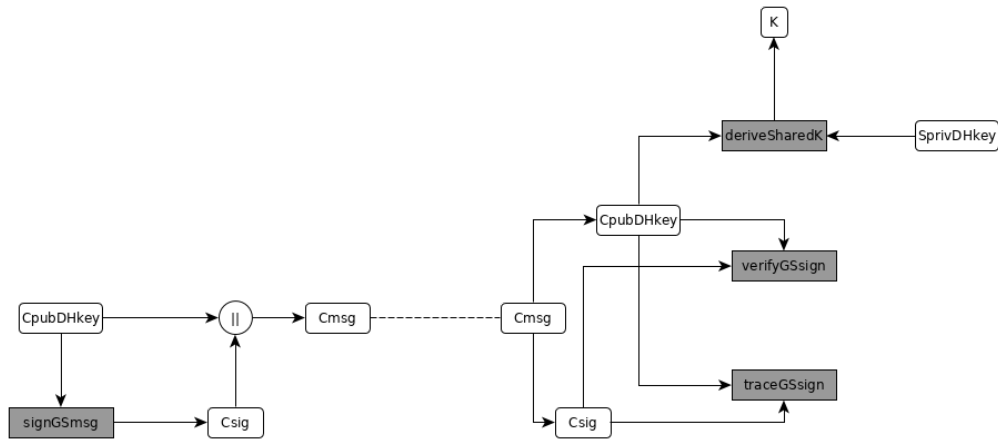 K
deriveSharedK
SprivDHkey
CpubDHkey
verifyGSsign
CpubDHkey
||
Cmsg
Cmsg
traceGSsign
signGSmsg
Csig
Csig